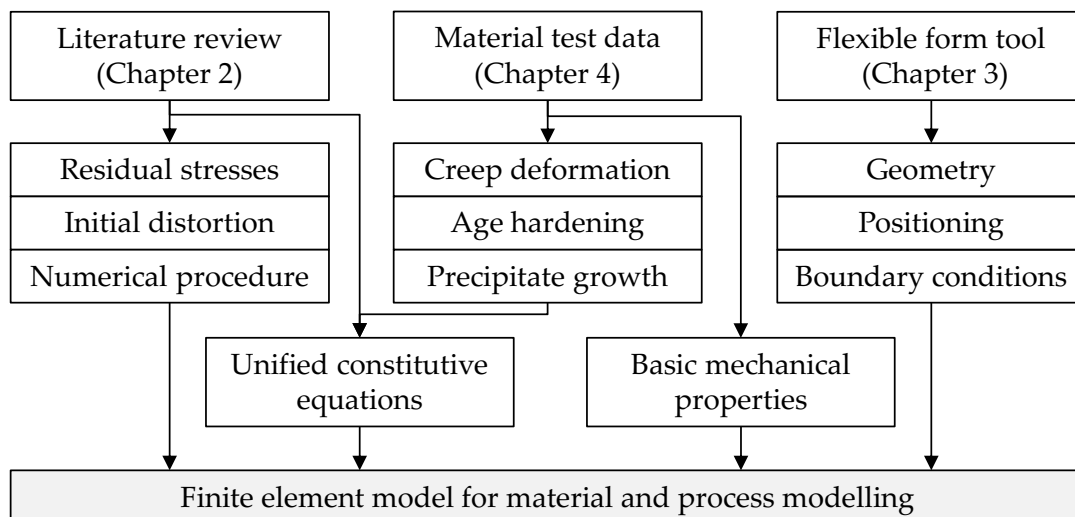 Literature review
(Chapter 2)
Material test data
(Chapter 4)
Flexible form tool
(Chapter 3)
Residual stresses
Initial distortion
Numerical procedure
Creep deformation
Age hardening
Precipitate growth
Geometry
Positioning
Boundary conditions
Unified constitutive
equations
Basic mechanical
properties
Finite element model for material and process modelling